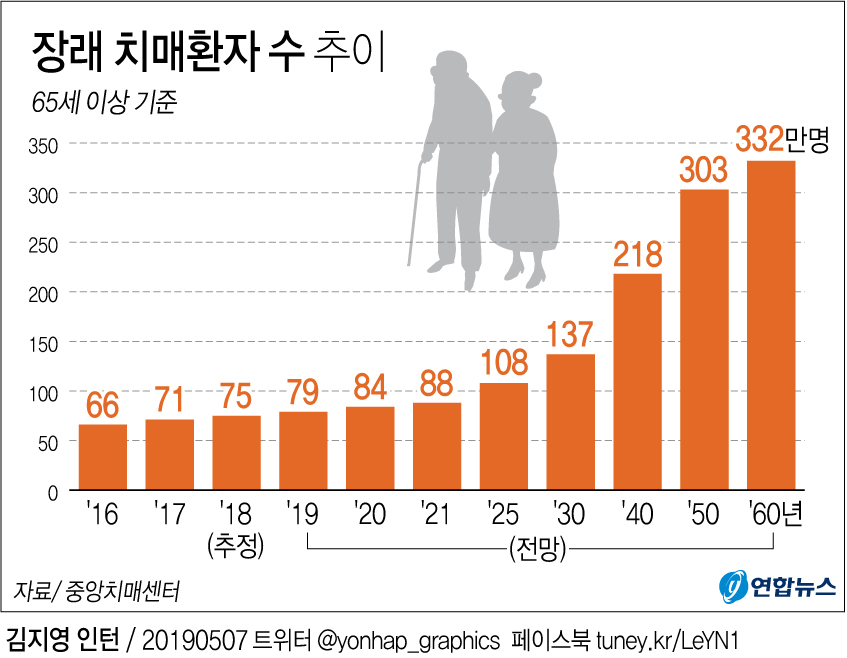 장래 치매환자 수 추이
65세 이상 기준
350
300
250
200
150
100
50
0
66
71
75
79
84
88
108
137
218
303
332만명
'16 '17 '18 '19 '20 '21 '25 '30 '40 '50 '60년
(추정) (전망)
자료/ 중앙치매센터
연합뉴스
김지영 인턴 / 20190507 트위터 @yonhap_graphics 페이스북 tuney.kr/LeYN1